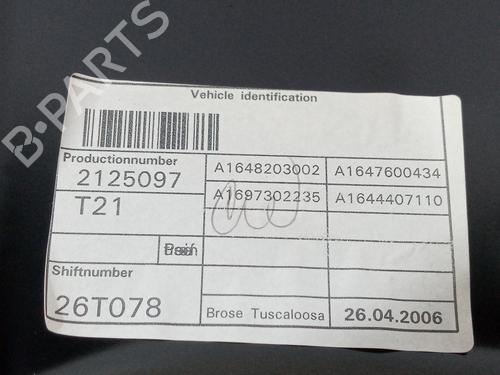 B-PARTS
Vehicle identification
Productionnumber
2125097
A1648203002
A1647600434
T21
A1697302235
A1644407110
Shiftnumber
26T078
Brose Tuscaloosa
26.04.2006